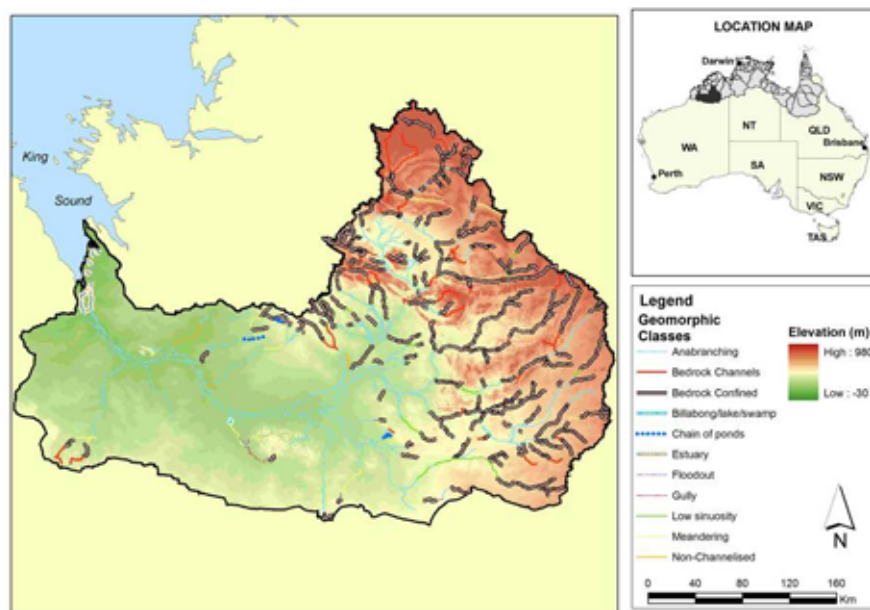 King
Sound
LOCATION MAP
Darwin
NT
QLD
Brisbane
WA
SA
Perth
NSW
VIC
TAS
Legend
Geomorphic
Classes
Anabranching
Bedrock Channels
Bedrock Confined
Billabong/lake/swamp
Chain of ponds
Estuary
Floodout
Gully
Low sinuosity
Meandering
Non-Channelised
Elevation (m)
High : 980
Low : -30
N
0 40 80 120 160
Km